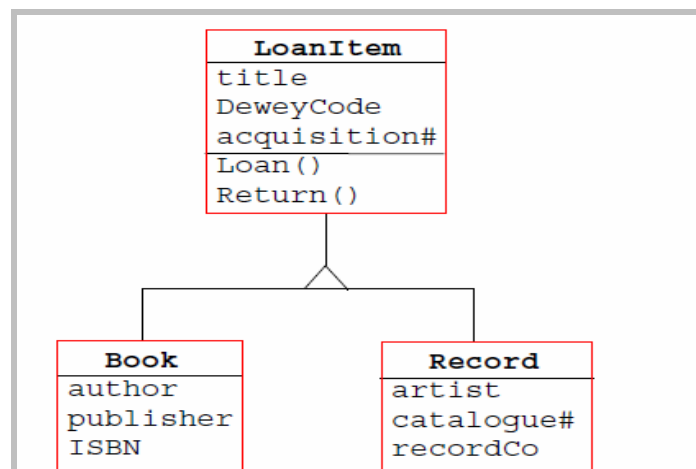 LoanItem
title
DeweyCode
acquisition#
Loan()
Return()
Book
author
publisher
ISBN
Record
artist
catalogue#
recordCo